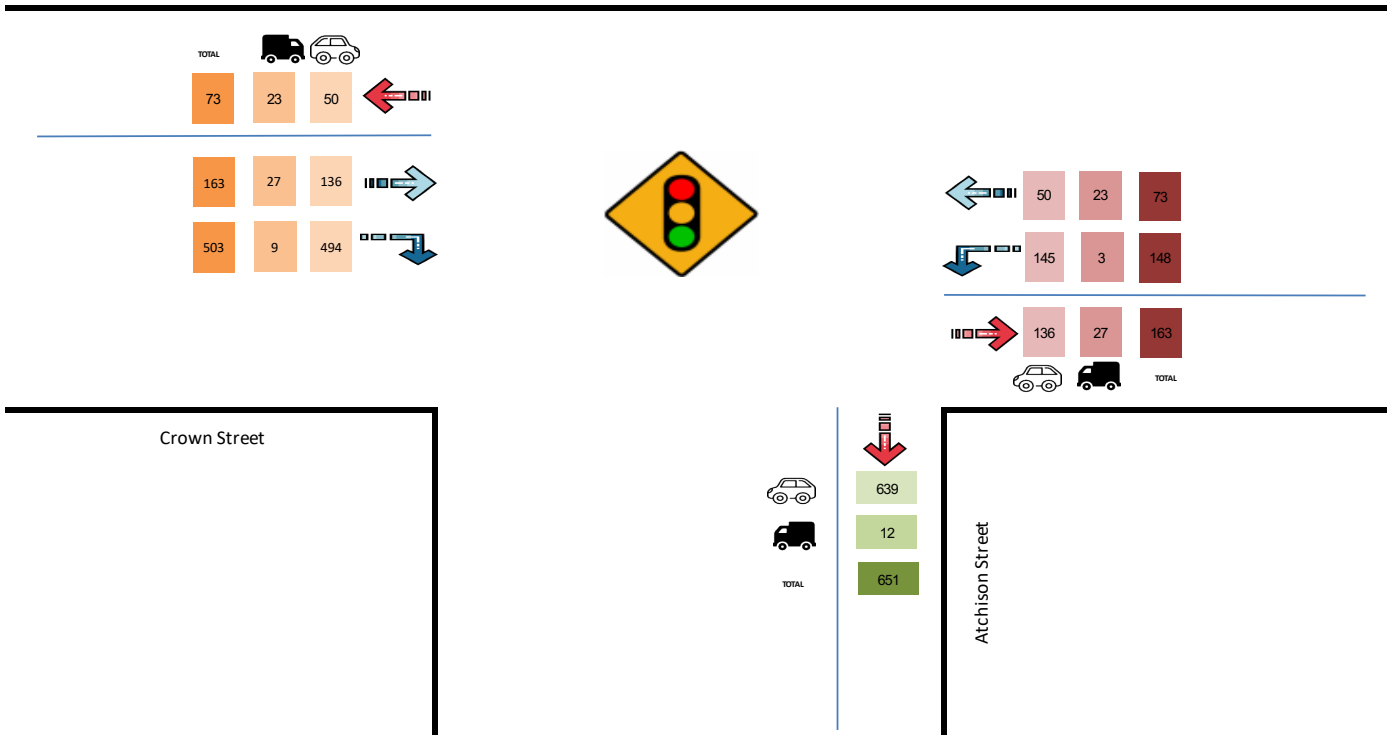 TOTAL
73 23 50
163 27 136
503 9 494
50 23 73
145 3 148
136 27 163
TOTAL
Crown Street
639
12
TOTAL 651
Atchison Street